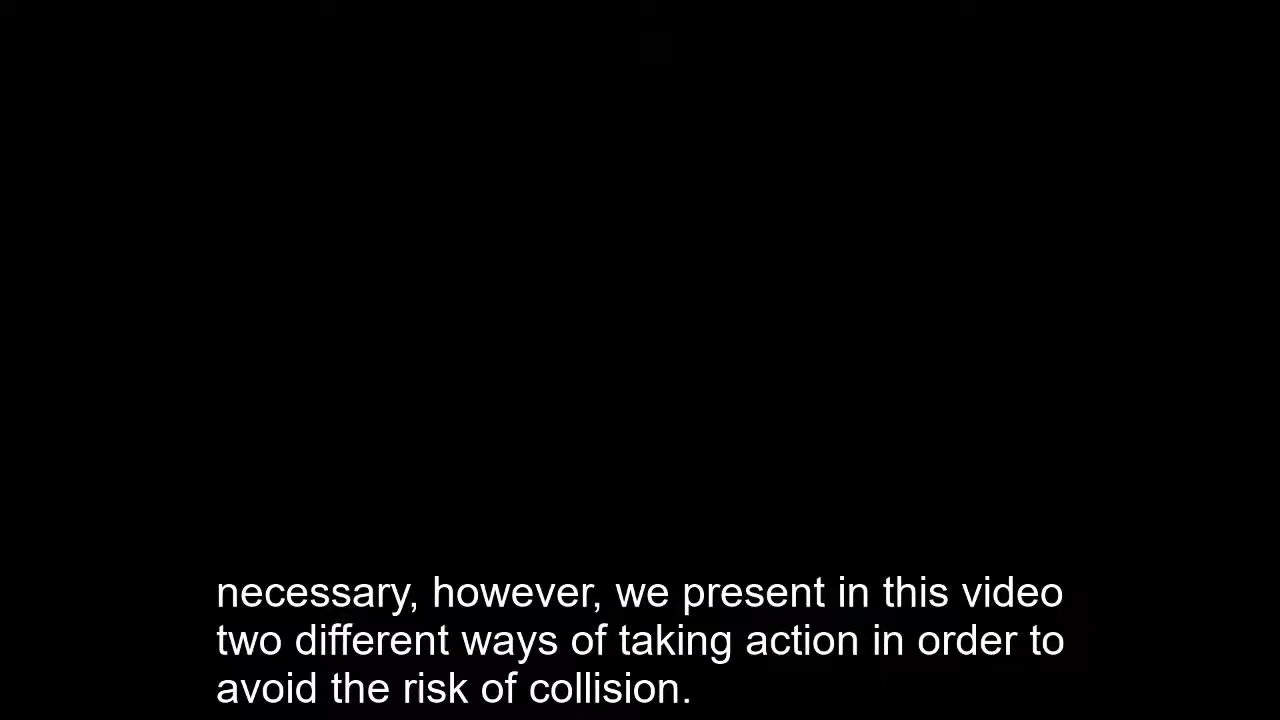 necessary, however, we present in this video
two different ways of taking action in order to
avoid the risk of collision.